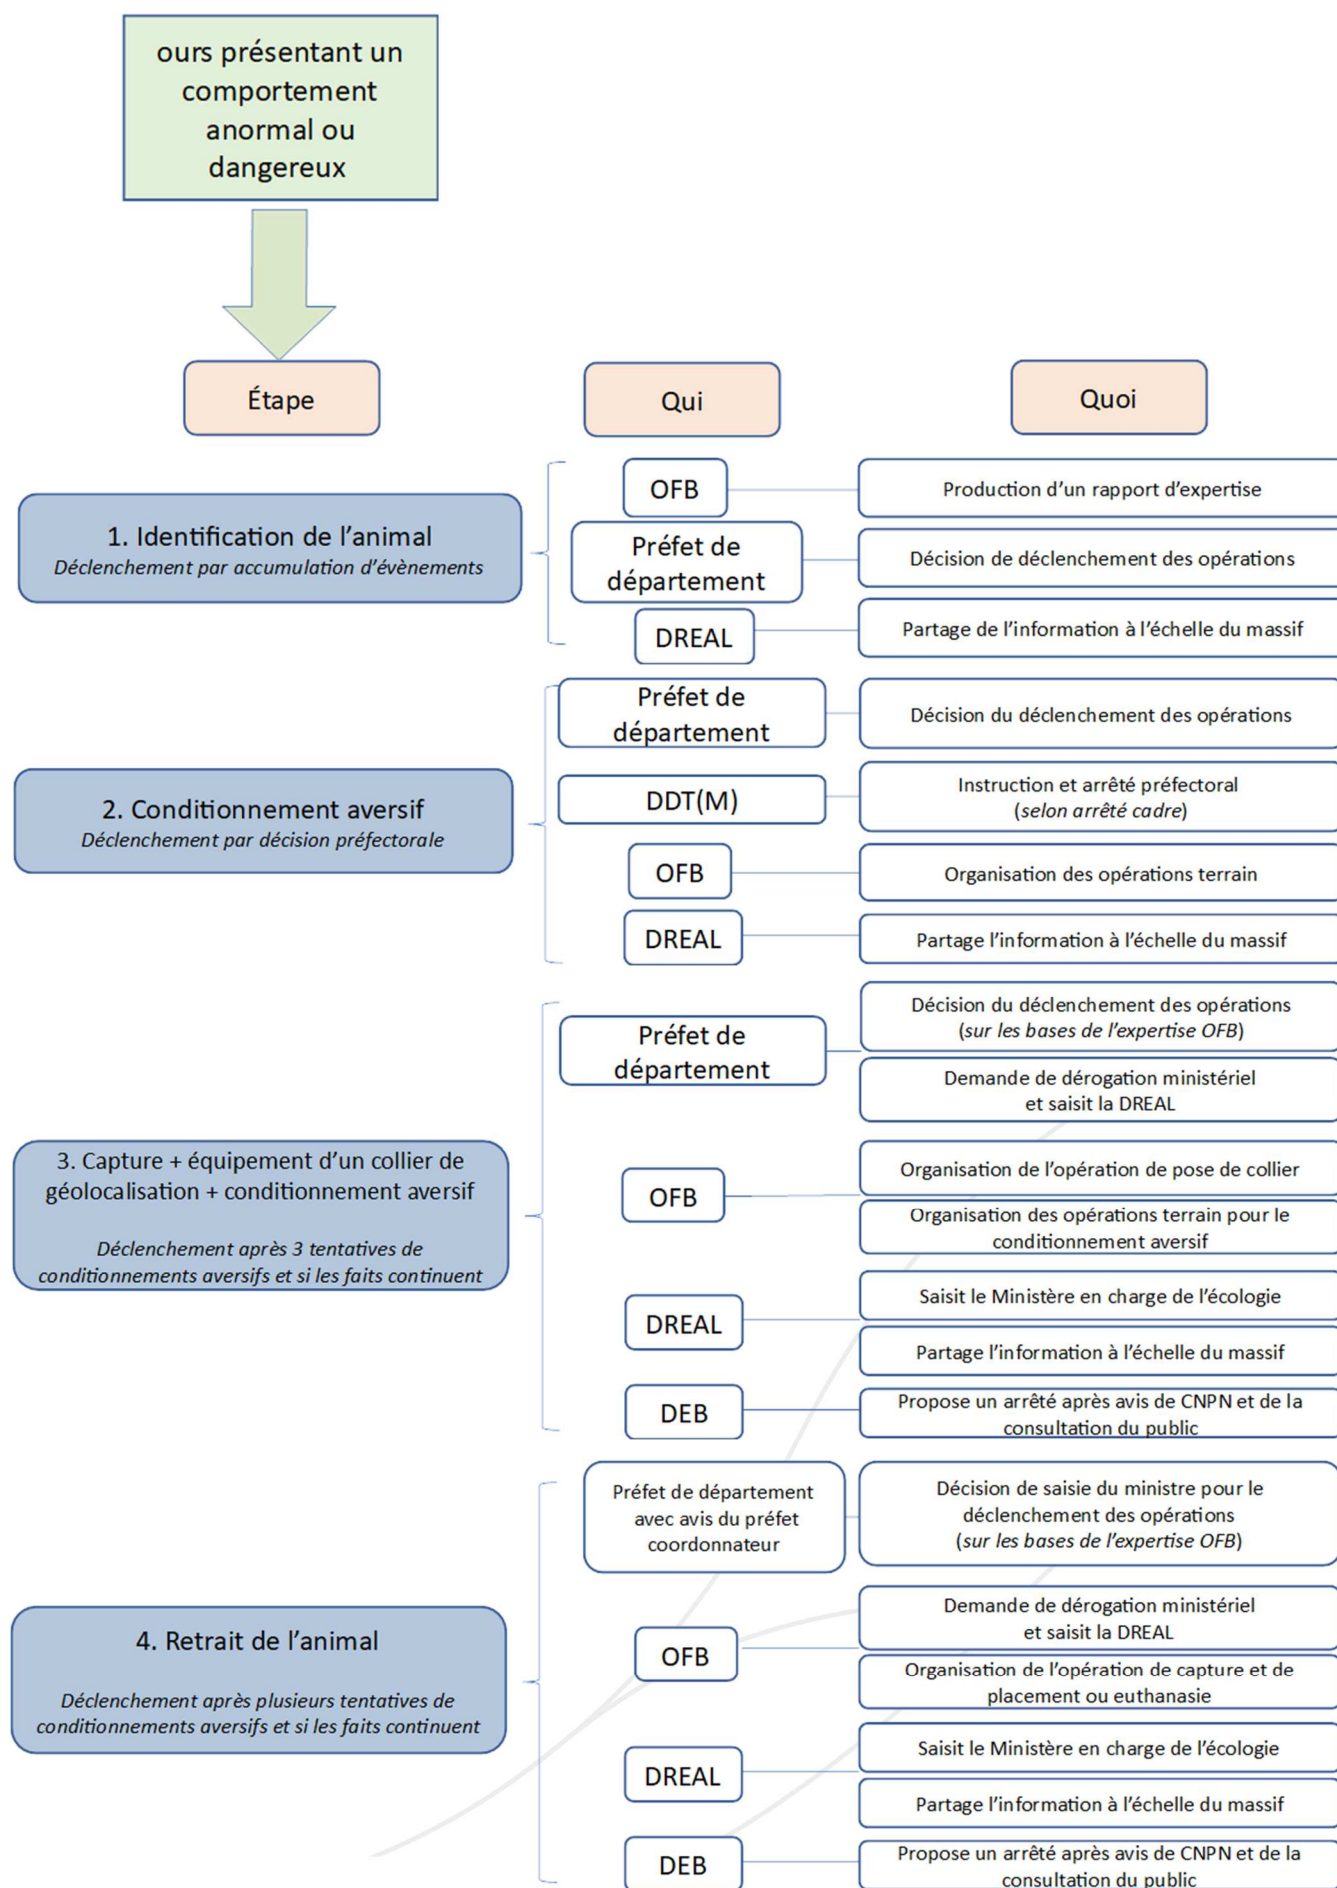 ours présentant un
comportement
anormal ou
dangereux
Étape
Qui
Quoi
1. Identification de l'animal
Déclenchement par accumulation d'évènements
OFB
Production d'un rapport d'expertise
Préfet de
département
Décision de déclenchement des opérations
DREAL
Partage de l'information à l'échelle du massif
2. Conditionnement aversif
Déclenchement par décision préfectorale
Préfet de
département
Décision du déclenchement des opérations
DDT(M)
Instruction et arrêté préfectoral
(selon arrêté cadre)
OFB
Organisation des opérations terrain
DREAL
Partage l'information à l'échelle du massif
3. Capture + équipement d'un collier de
géolocalisation + conditionnement aversif
Déclenchement après 3 tentatives de
conditionnements aversifs et si les faits continuent
Préfet de
département
Décision du déclenchement des opérations
(sur les bases de l'expertise OFB)
Demande de dérogation ministériel
et saisit la DREAL
OFB
Organisation de l'opération de pose de collier
Organisation des opérations terrain pour le
conditionnement aversif
DREAL
Saisit le Ministère en charge de l'écologie
Partage l'information à l'échelle du massif
DEB
Propose un arrêté après avis de CNPN et de la
consultation du public
4. Retrait de l'animal
Déclenchement après plusieurs tentatives de
conditionnements aversifs et si les faits continuent
Préfet de département
avec avis du préfet
coordonnateur
Décision de saisie du ministre pour le
déclenchement des opérations
(sur les bases de l'expertise OFB)
OFB
Demande de dérogation ministériel
et saisit la DREAL
Organisation de l'opération de capture et de
placement ou euthanasie
DREAL
Saisit le Ministère en charge de l'écologie
Partage l'information à l'échelle du massif
DEB
Propose un arrêté après avis de CNPN et de la
consultation du public